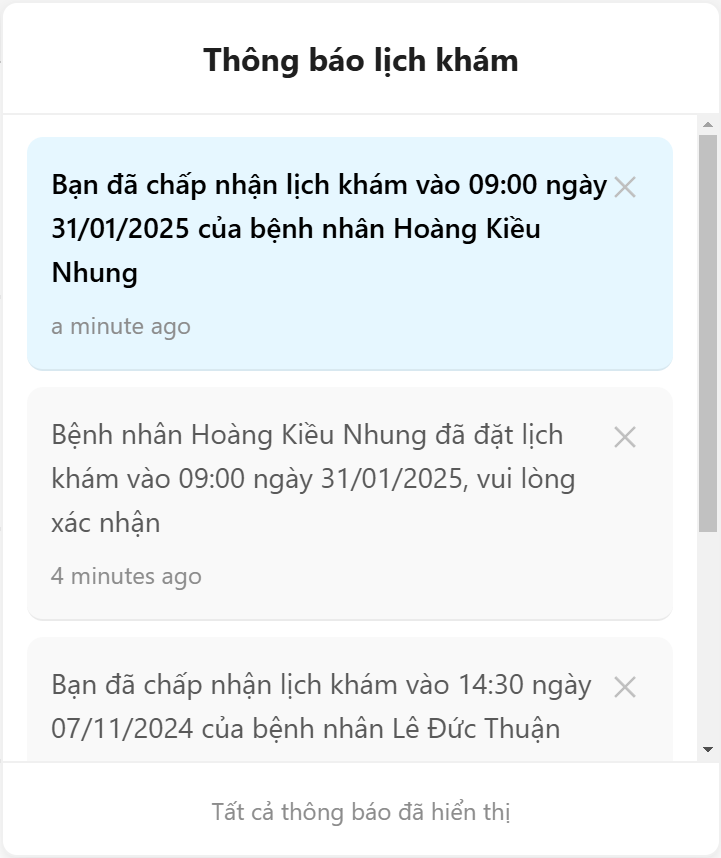 Thông báo lịch khám
Bạn đã chấp nhận lịch khám vào 09:00 ngày
31/01/2025 của bệnh nhân Hoàng Kiều
Nhung
a minute ago
Bệnh nhân Hoàng Kiều Nhung đã đặt lịch
khám vào 09:00 ngày 31/01/2025, vui lòng
xác nhận
4 minutes ago
Bạn đã chấp nhận lịch khám vào 14:30 ngày
07/11/2024 của bệnh nhân Lê Đức Thuận
Tất cả thông báo đã hiển thị